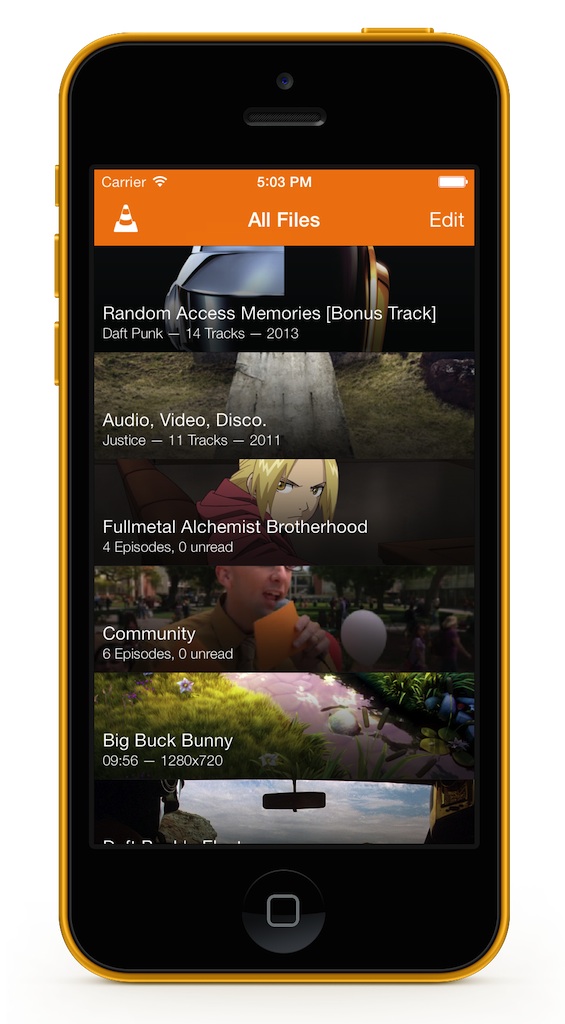 Carrier 5:03 PM
All Files Edit
Random Access Memories [Bonus Track]
Daft Punk — 14 Tracks — 2013
Audio, Video, Disco.
Justice — 11 Tracks — 2011
Fullmetal Alchemist Brotherhood
4 Episodes, 0 unread
Community
6 Episodes, 0 unread
Big Buck Bunny
09:56 — 1280x720